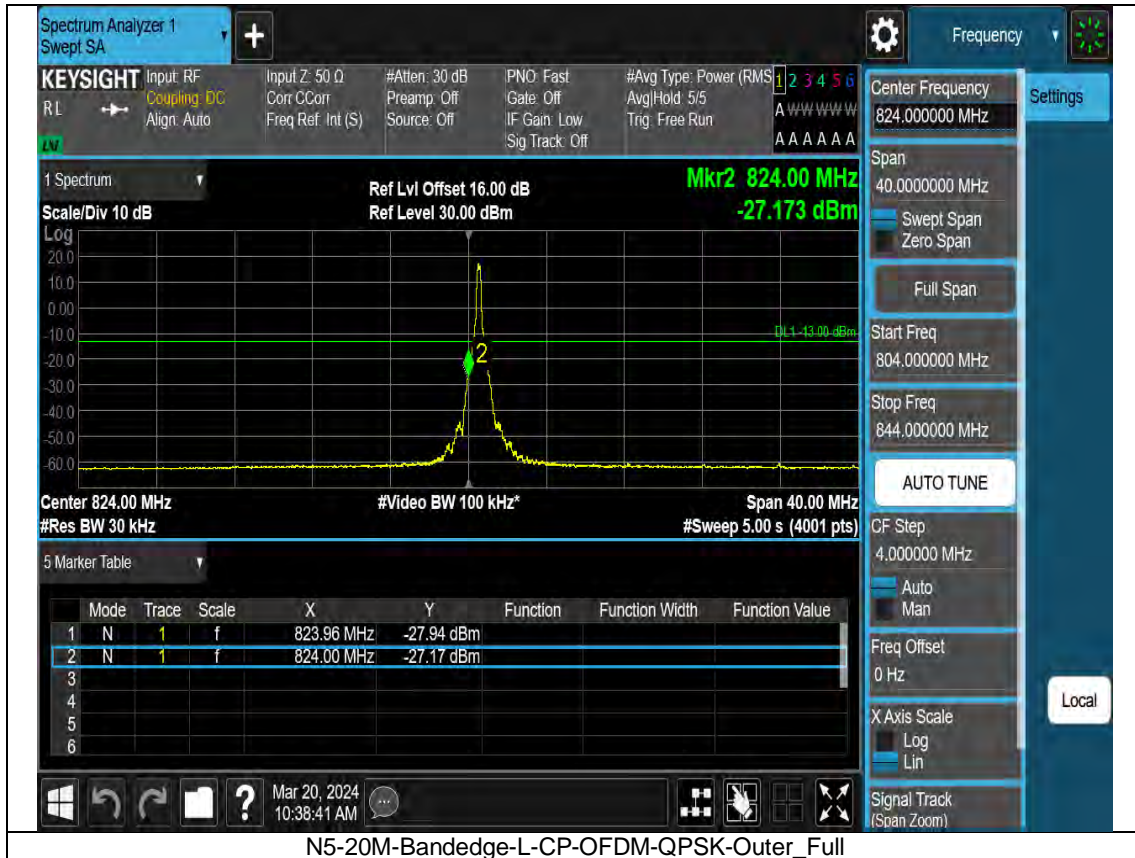 Spectrum Analyzer 1
Swept SA
Frequency
KEYSIGHT
R L
Input: RF
Coupling: DC
Align: Auto
Input Z: 50 Ω
Corr CCorr
Freq Ref: Int (S)
#Atten: 30 dB
Preamp: Off
Source: Off
PNO: Fast
Gate: Off
IF Gain: Low
Sig Track: Off
#Avg Type: Power (RMS
Avg|Hold: 5/5
Trig: Free Run
1 2 3 4 5 6
A W W W W W
A A A A A A
1 Spectrum
Scale/Div 10 dB
Ref Lvl Offset 16.00 dB
Ref Level 30.00 dBm
Mkr2 824.00 MHz
-27.173 dBm
Log
20.0
10.0
0.00
-10.0
-20.0
-30.0
-40.0
-50.0
-60.0
DL1 -13.00 dBm
2
Center 824.00 MHz
#Video BW 100 kHz*
Span 40.00 MHz
#Res BW 30 kHz
#Sweep 5.00 s (4001 pts)
5 Marker Table
Mode Trace Scale X Y Function Function Width Function Value
1 N 1 f 823.96 MHz -27.94 dBm
2 N 1 f 824.00 MHz -27.17 dBm
3
4
5
6
Mar 20, 2024
10:38:41 AM
?
Center Frequency
824.000000 MHz
Settings
Span
40.0000000 MHz
Swept Span
Zero Span
Full Span
Start Freq
804.000000 MHz
Stop Freq
844.000000 MHz
AUTO TUNE
CF Step
4.000000 MHz
Auto
Man
Freq Offset
0 Hz
X Axis Scale
Log
Lin
Local
Signal Track
(Span Zoom)
N5-20M-Bandedge-L-CP-OFDM-QPSK-Outer_Full